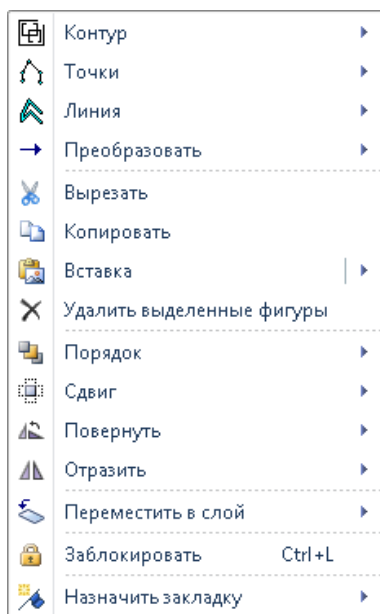 Контур
Точки
Линия
Преобразовать
Вырезать
Копировать
Вставка
Удалить выделенные фигуры
Порядок
Сдвиг
Повернуть
Отразить
Переместить в слой
Заблокировать Ctrl+L
Назначить закладку